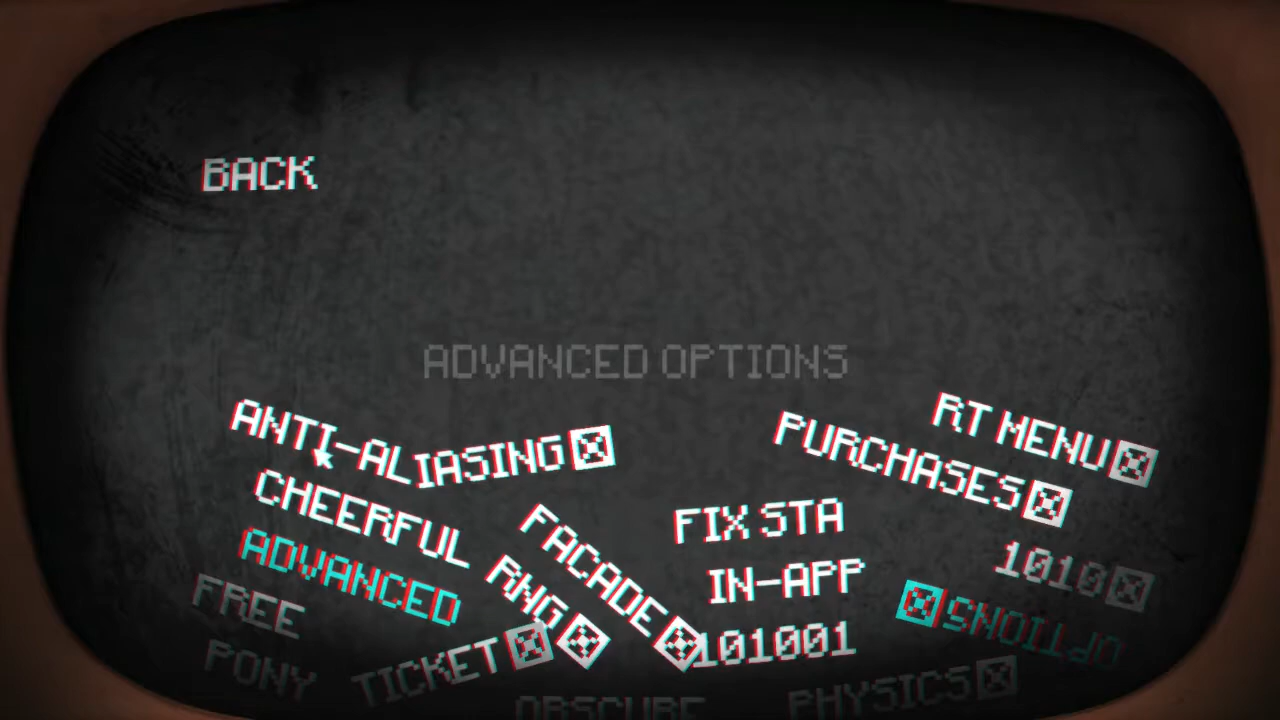 BACK
ADVANCED OPTIONS
ANTI-ALIASING
RT MENU
PURCHASES
CHEERFUL
FACADE
FIX STA
ADVANCED
RNG
IN-APP
1010
FREE
101001
OPTIONS
PONY
TICKET
PHYSICS
OBSCURE